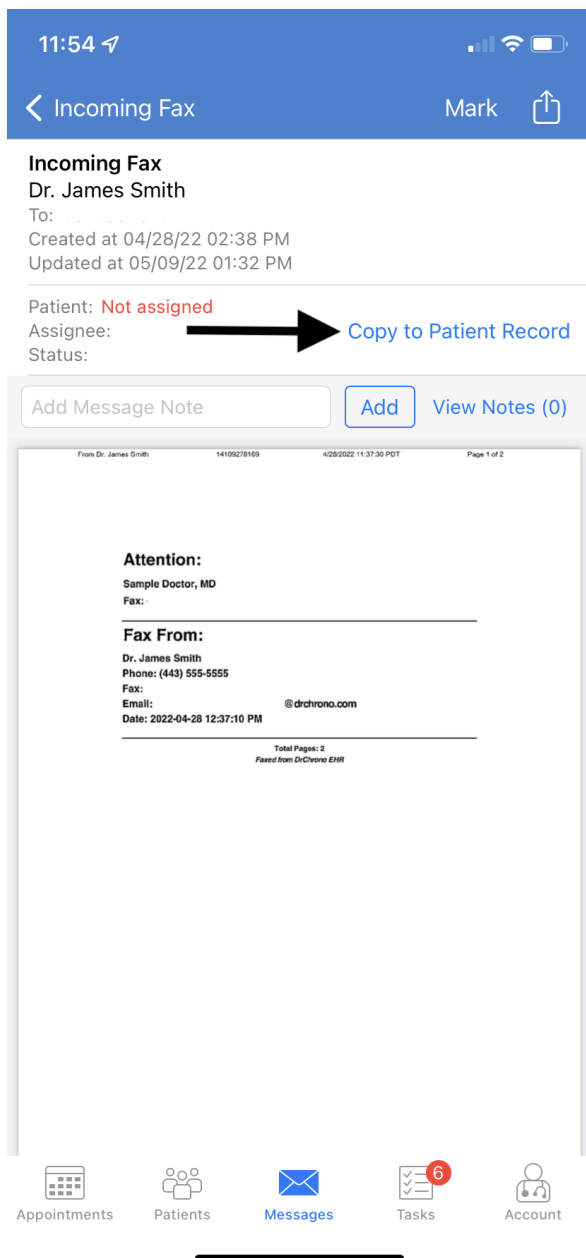 11:54
Incoming Fax
Mark
Incoming Fax
Dr. James Smith
To:
Created at 04/28/22 02:38 PM
Updated at 05/09/22 01:32 PM
Patient: Not assigned
Assignee:
Copy to Patient Record
Status:
Add Message Note
Add
View Notes (0)
From Dr. James Smith 14109278169 4/28/2022 11:37:30 PDT Page 1 of 2
Attention:
Sample Doctor, MD
Fax:
Fax From:
Dr. James Smith
Phone: (443) 555-5555
Fax:
Email: @drchrono.com
Date: 2022-04-28 12:37:10 PM
Total Pages: 2
Faxed from DrChrono EHR
6
Appointments
Patients
Messages
Tasks
Account